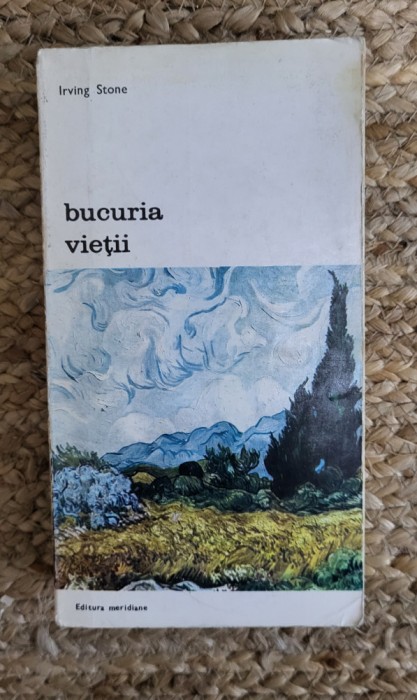 Irving Stone
bucuria
vieţii
Editura meridiane